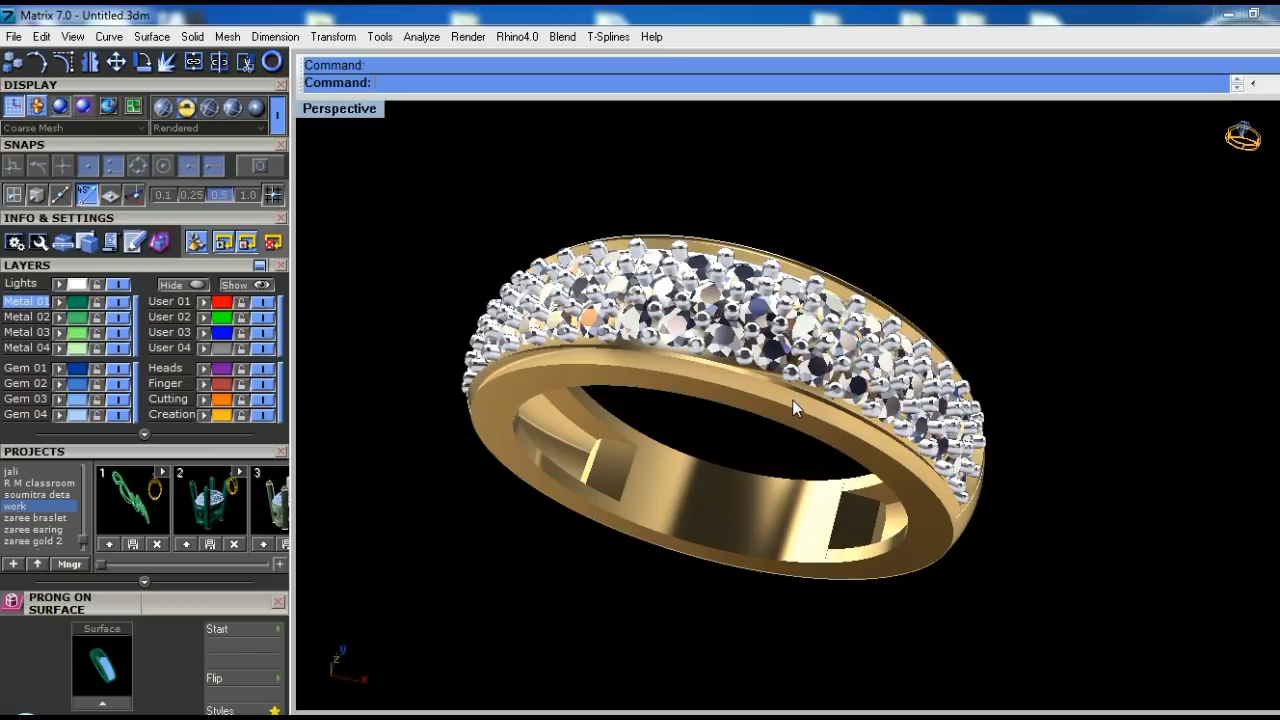 Matrix 7.0 - Untitled.3dm
File Edit View Curve Surface Solid Mesh Dimension Transform Tools Analyze Render Rhino4.0 Blend T-Splines Help
Command:
Command:
Perspective
DISPLAY
Coarse Mesh Rendered
SNAPS
45° 0.1 0.25 0.5 1.0
INFO & SETTINGS
LAYERS
Lights Hide Show
Metal 01 User 01
Metal 02 User 02
Metal 03 User 03
Metal 04 User 04
Gem 01 Heads
Gem 02 Finger
Gem 03 Cutting
Gem 04 Creation
PROJECTS
jali
R M classroom
soumitra deta
work
zaree braslet
zaree earing
zaree gold 2
1 2 3
Mngr
PRONG ON
SURFACE
Surface
Start
Flip
Styles
z y x